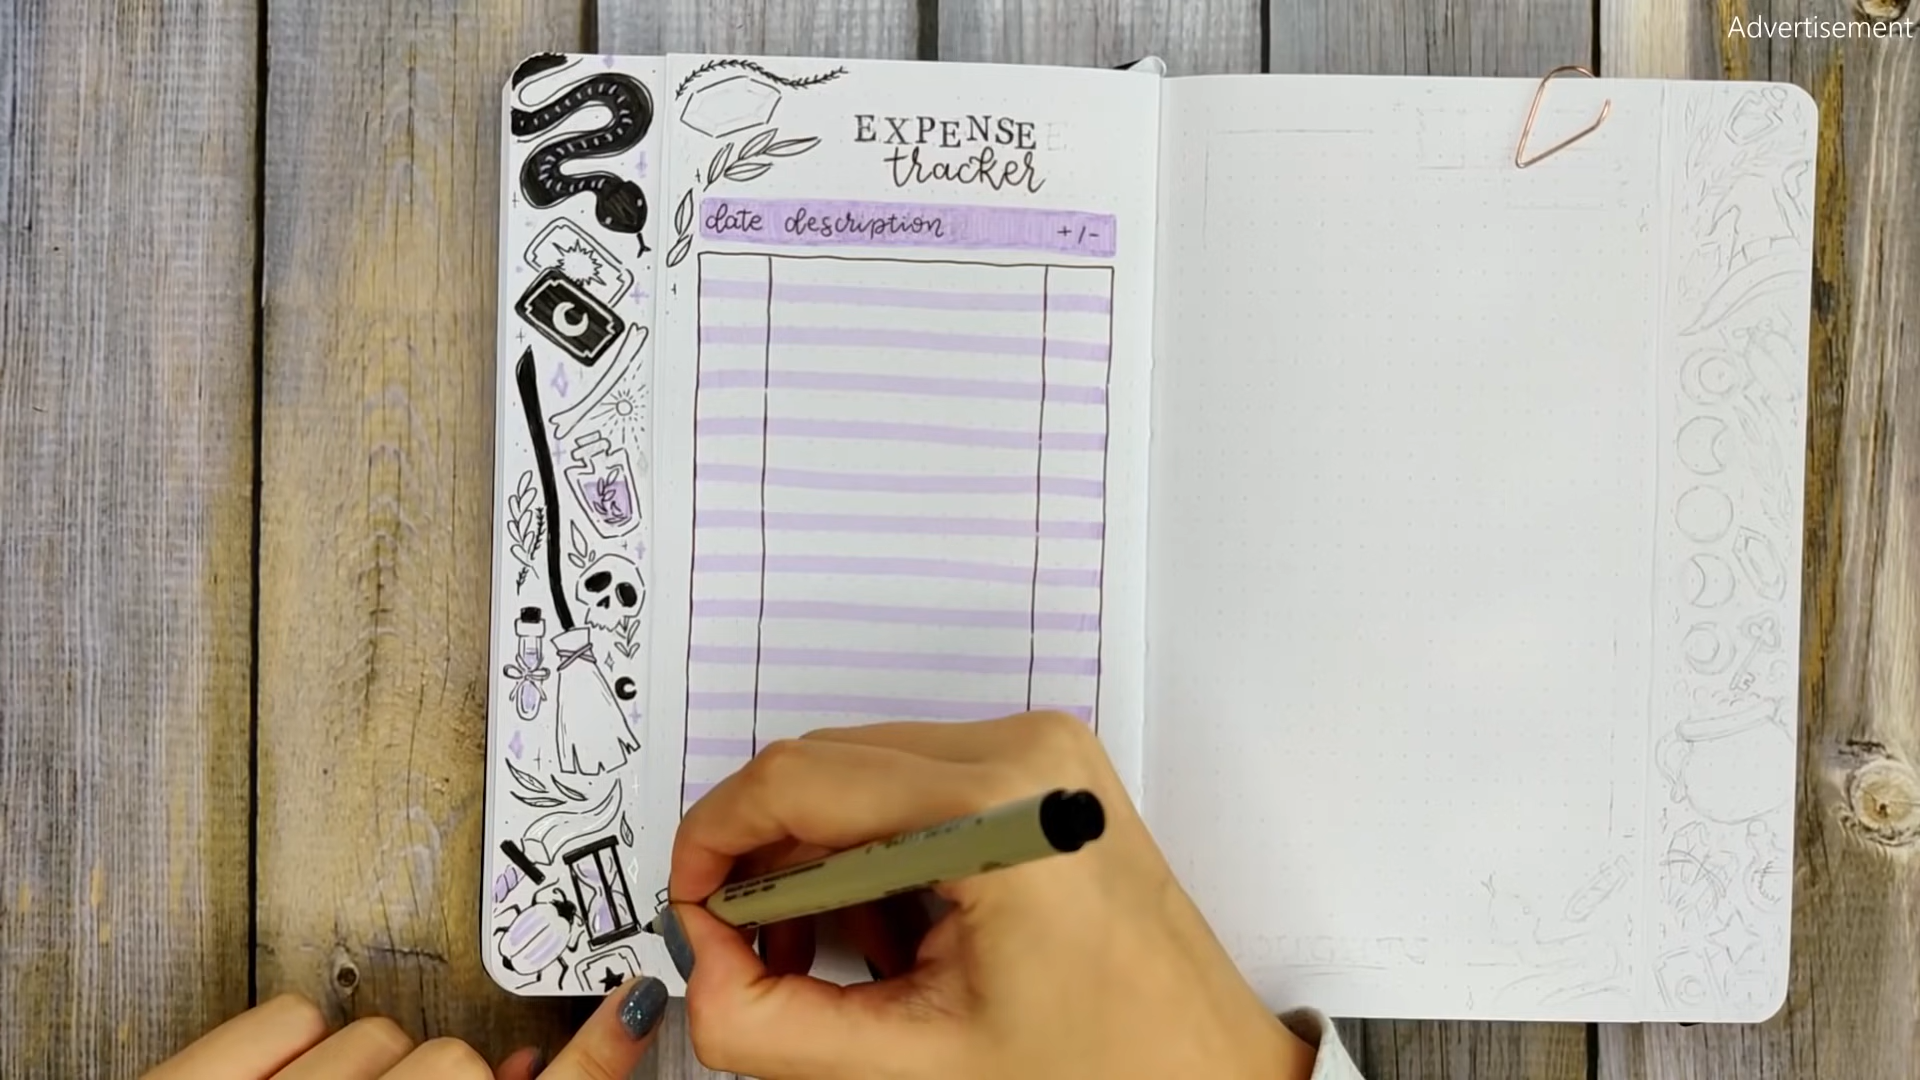 Advertisement
EXPENSE
tracker
date description +/-